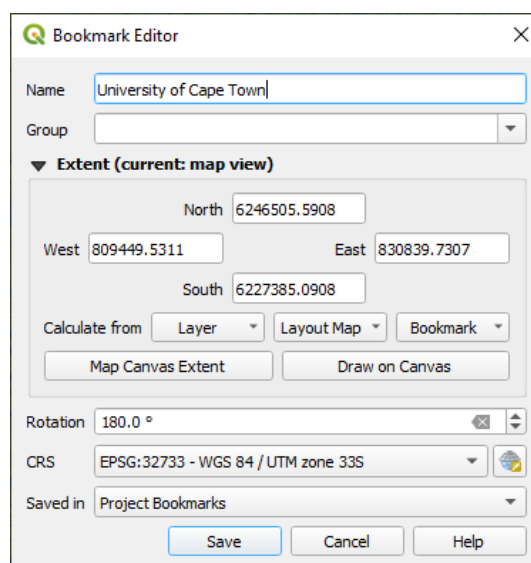 Bookmark Editor
Name University of Cape Town
Group
Extent (current: map view)
North 6246505.5908
West 809449.5311 East 830839.7307
South 6227385.0908
Calculate from Layer Layout Map Bookmark
Map Canvas Extent Draw on Canvas
Rotation 180.0 °
CRS EPSG:32733 - WGS 84 / UTM zone 33S
Saved in Project Bookmarks
Save Cancel Help